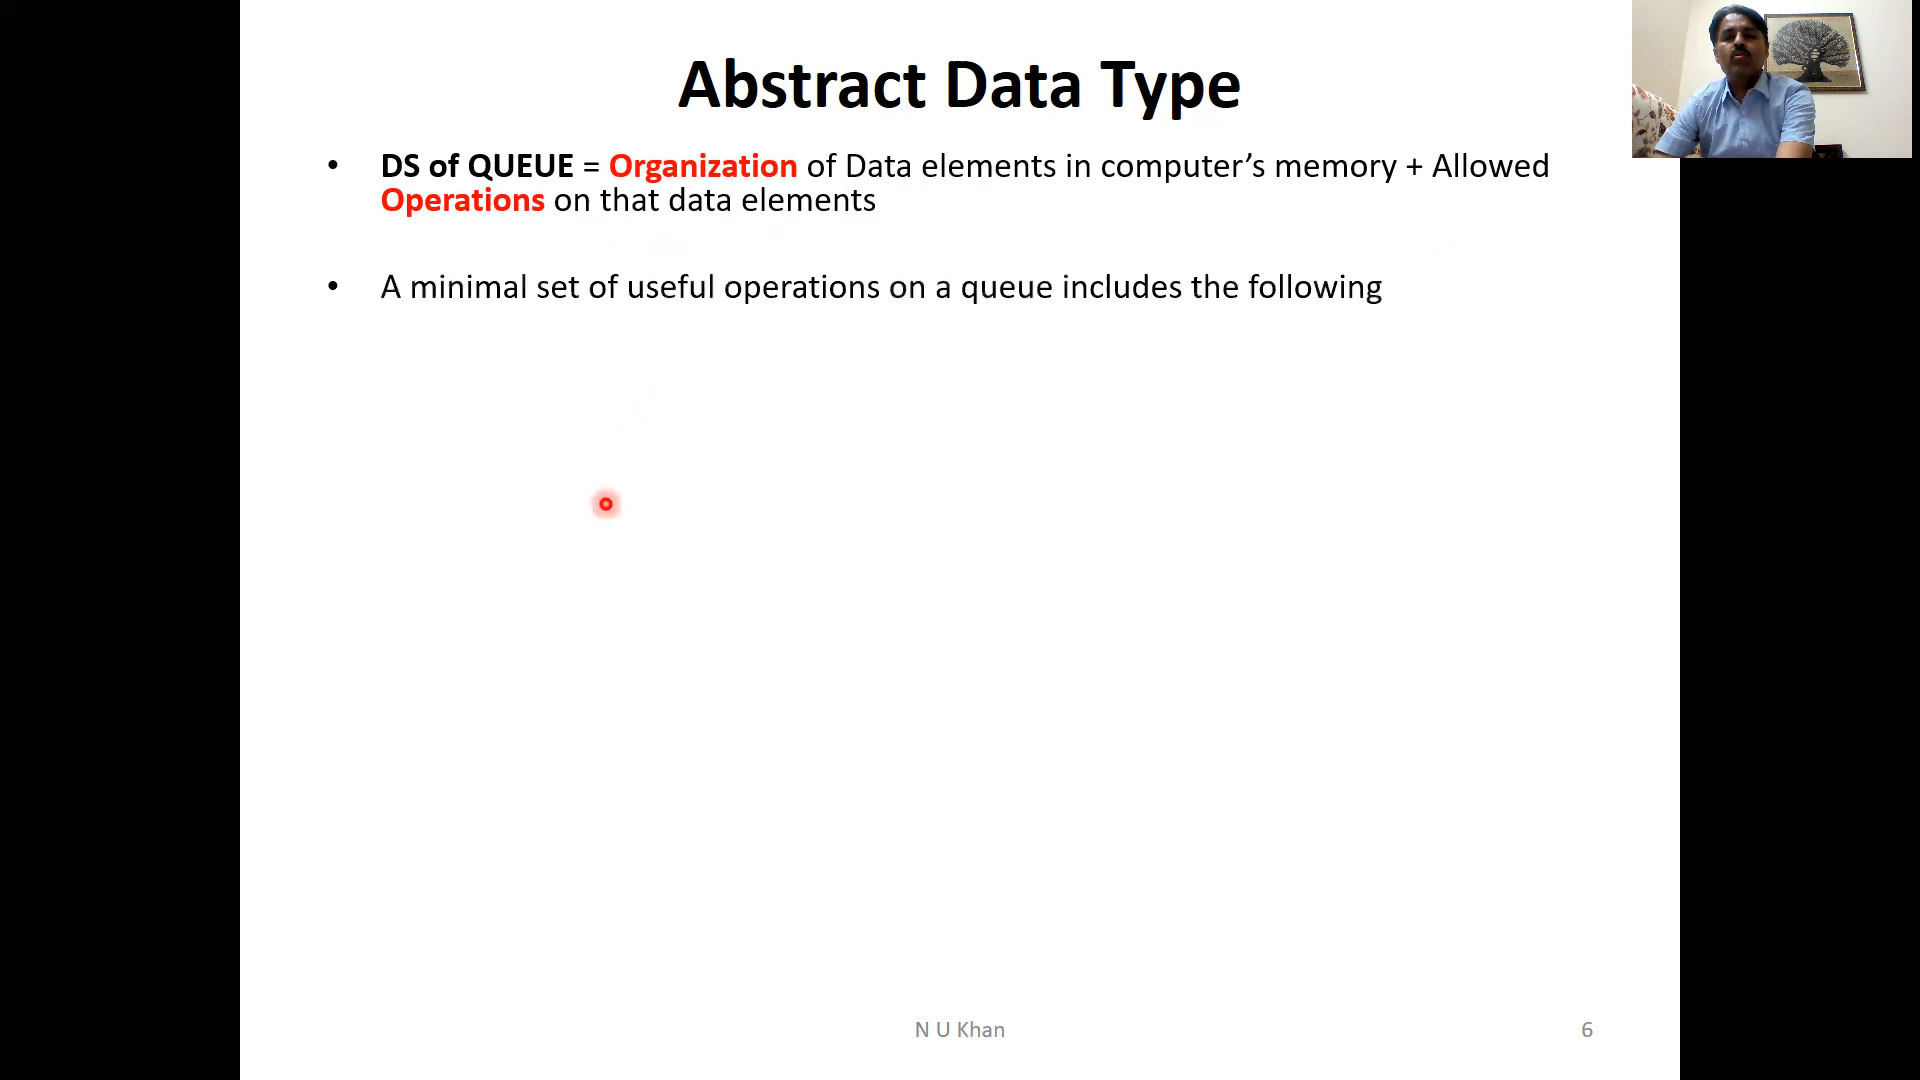 Abstract Data Type
• DS of QUEUE = Organization of Data elements in computer’s memory + Allowed
Operations on that data elements
• A minimal set of useful operations on a queue includes the following
N U Khan
6